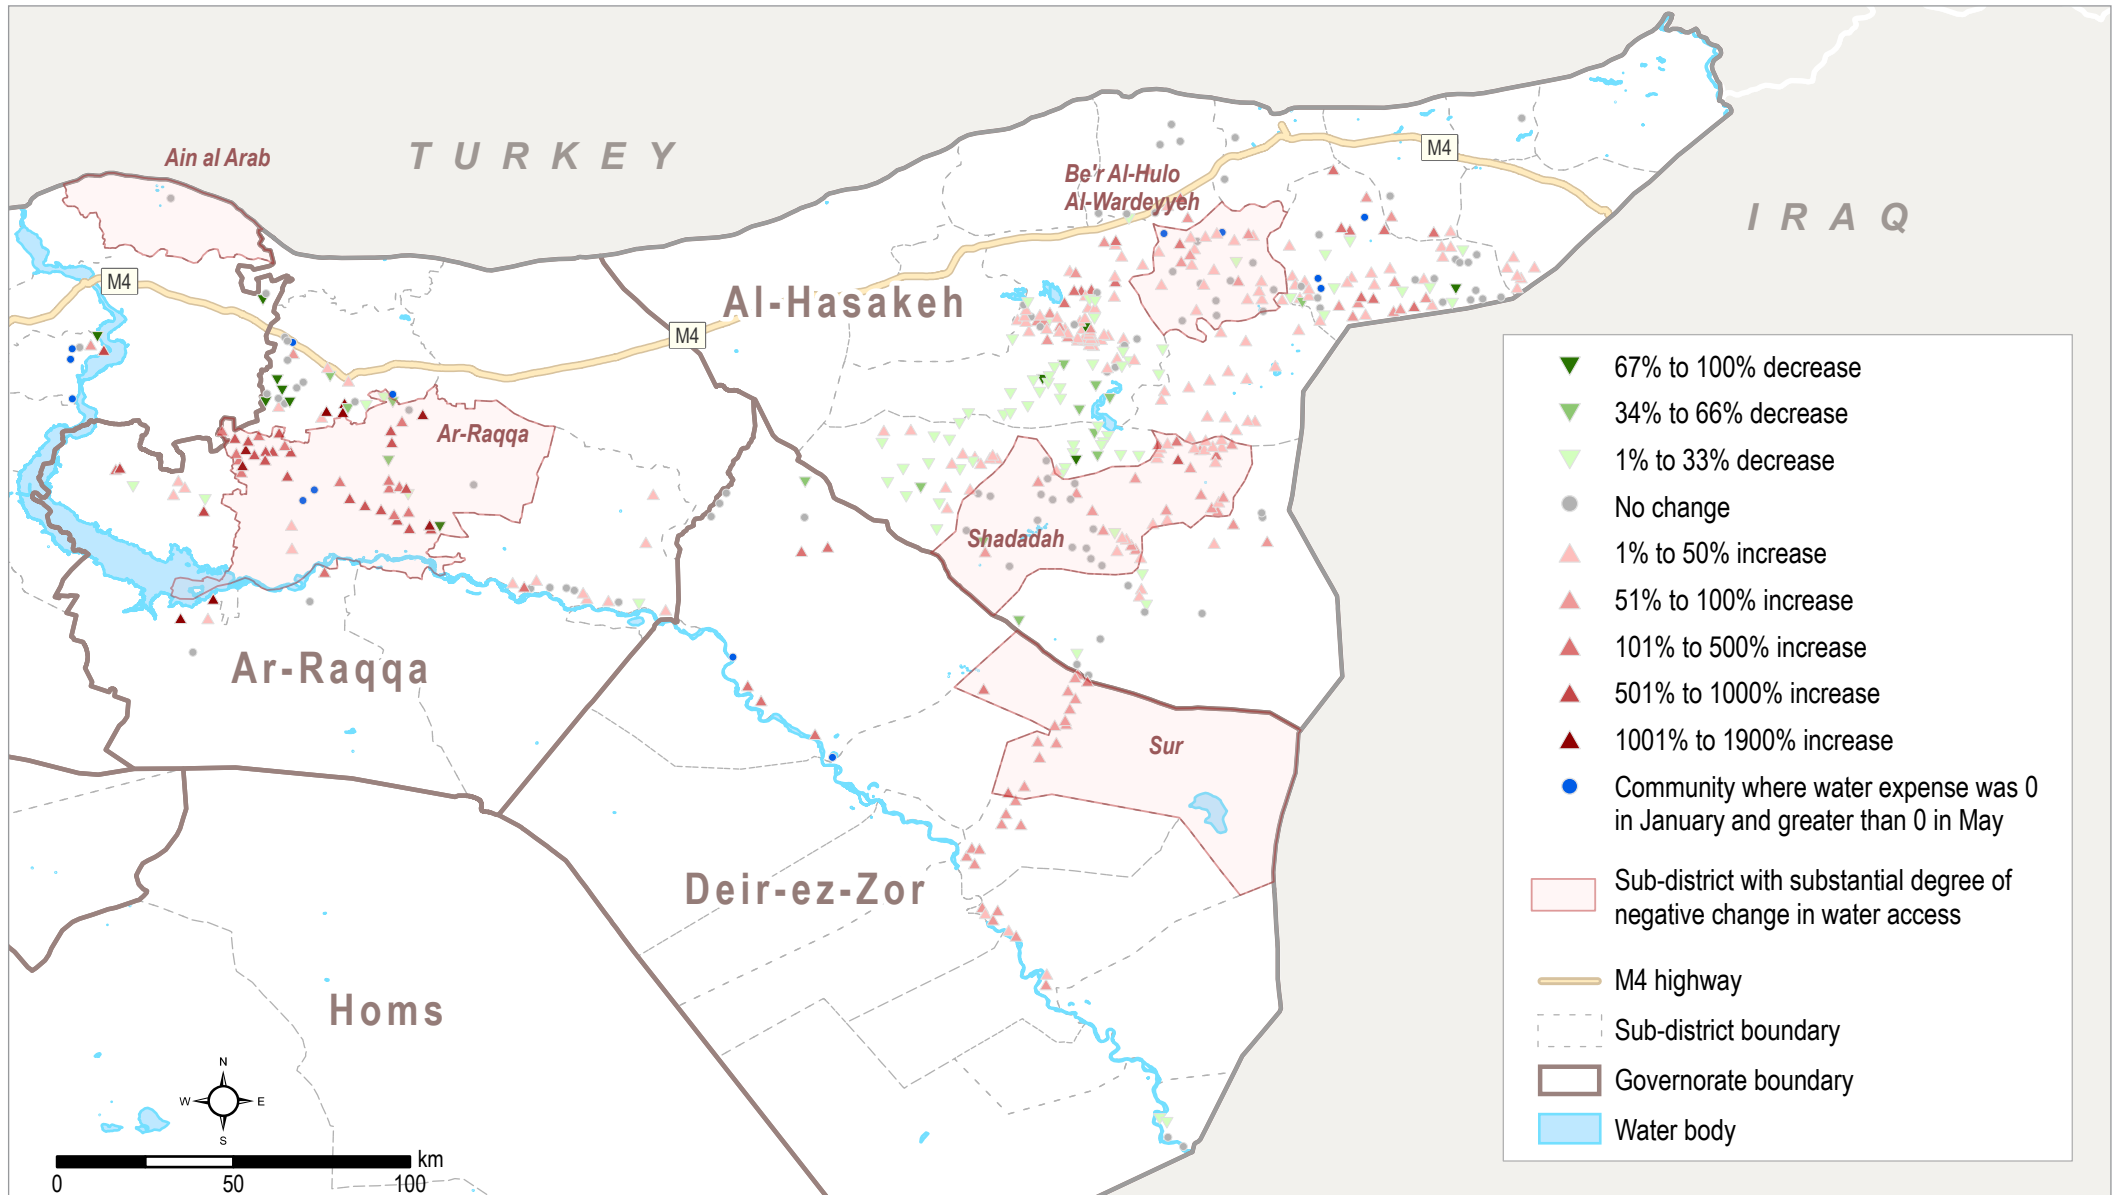 TURKEY
IRAQ
Ain al Arab
Be'r Al-Hulo
Al-Wardeyyeh
M4
M4
M4
Al-Hasakeh
Ar-Raqqa
Shadadah
Ar-Raqqa
Sur
Deir-ez-Zor
Homs
N
W E
S
km
0 50 100
67% to 100% decrease
34% to 66% decrease
1% to 33% decrease
No change
1% to 50% increase
51% to 100% increase
101% to 500% increase
501% to 1000% increase
1001% to 1900% increase
Community where water expense was 0
in January and greater than 0 in May
Sub-district with substantial degree of
negative change in water access
M4 highway
Sub-district boundary
Governorate boundary
Water body